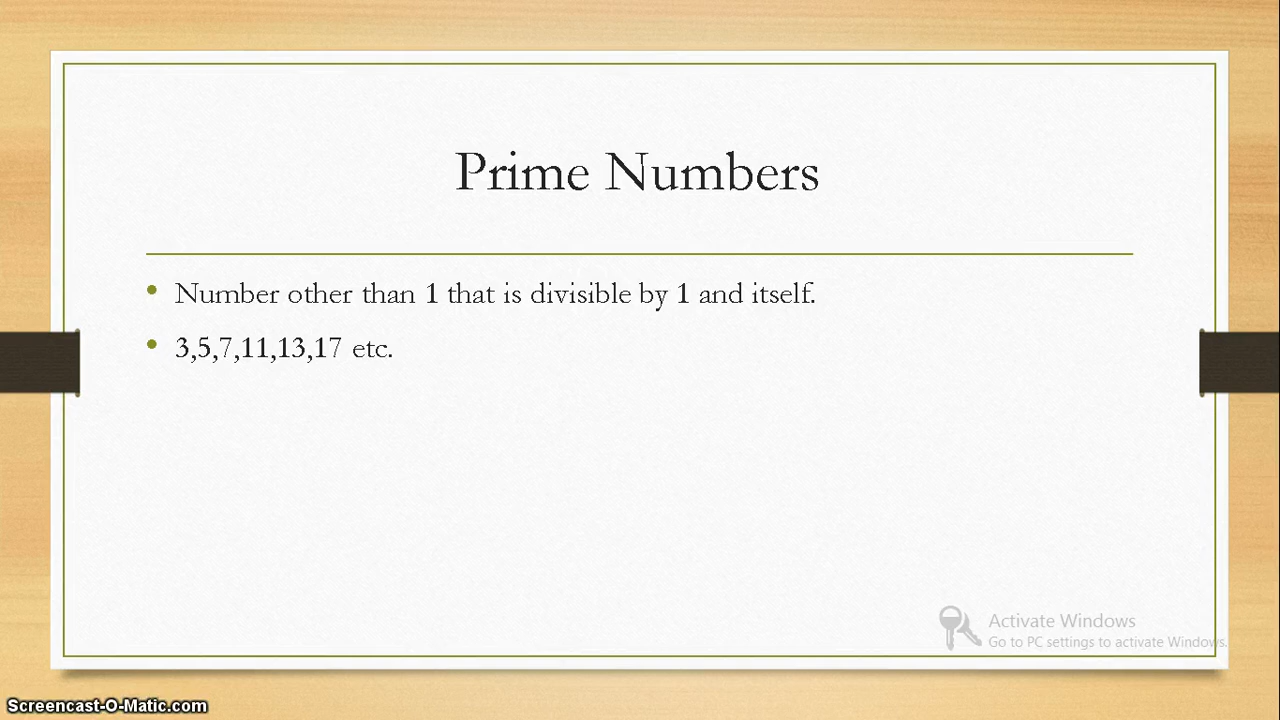 Prime Numbers
• Number other than 1 that is divisible by 1 and itself.
• 3,5,7,11,13,17 etc.
Activate Windows
Go to PC settings to activate Windows.
Screencast-O-Matic.com